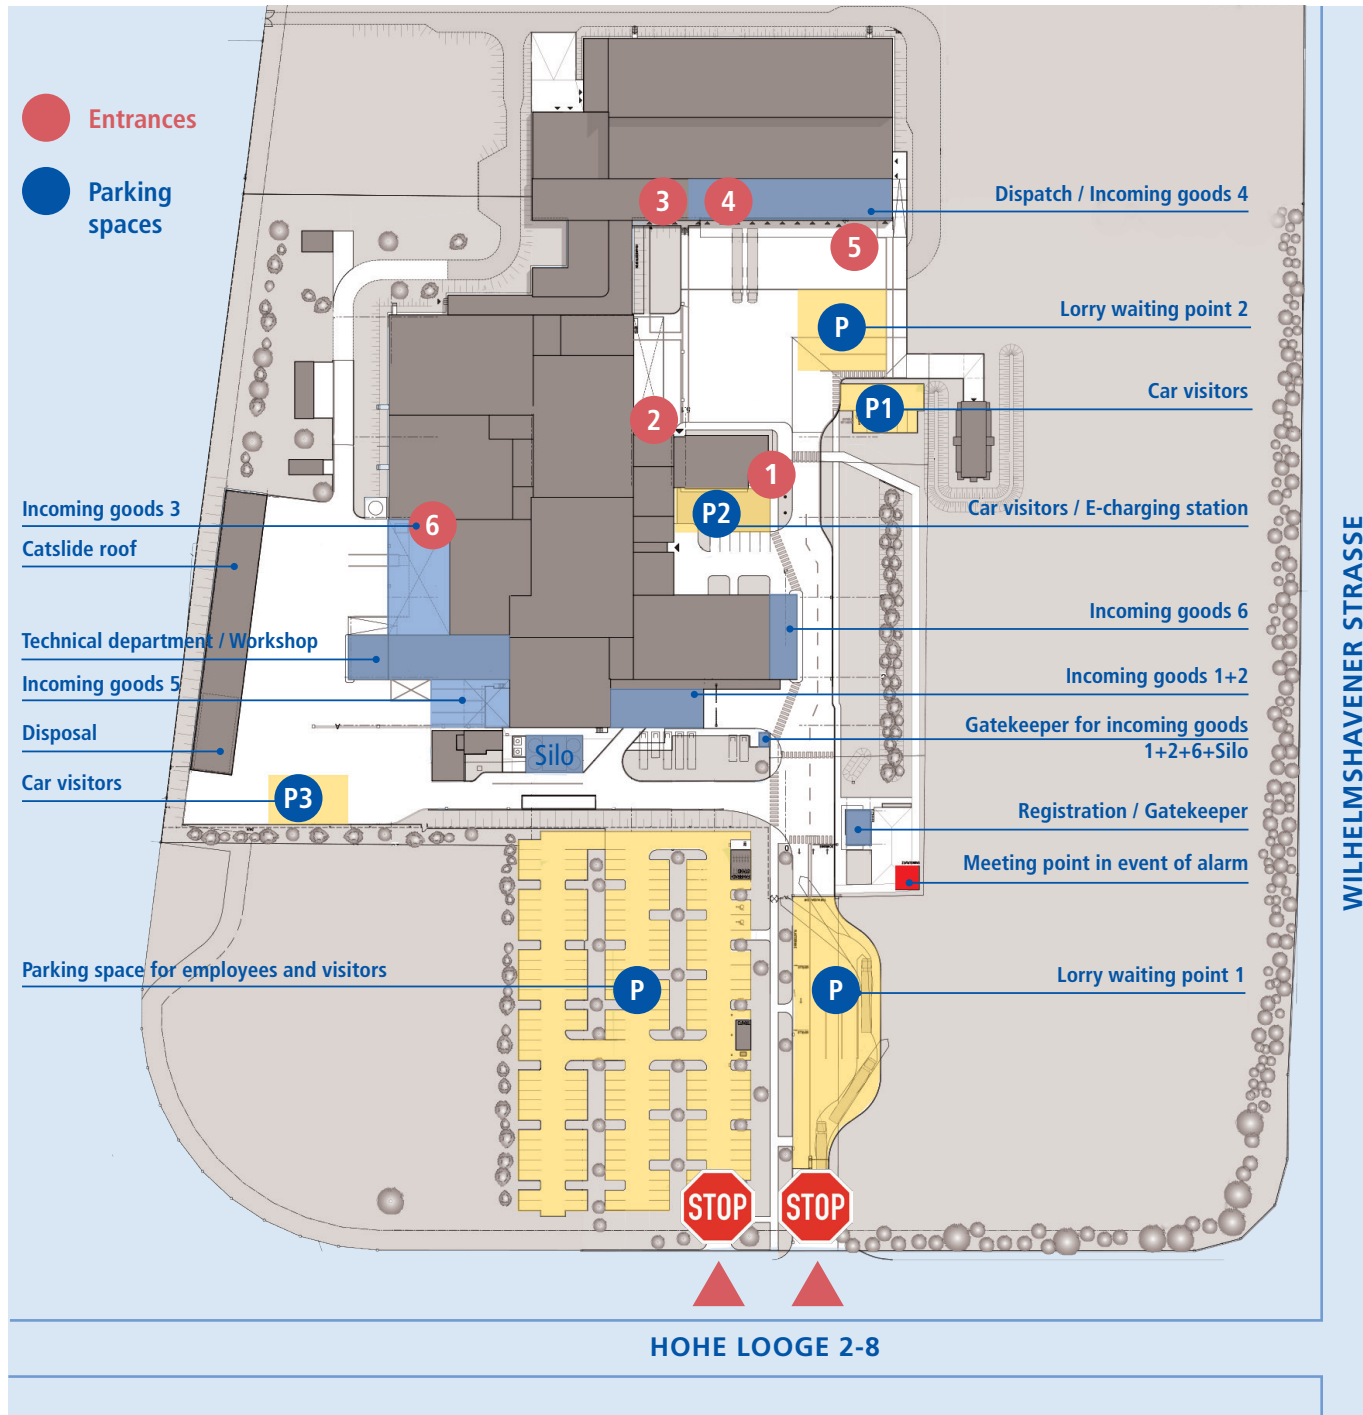 Entrances
Parking
spaces
3
4
Dispatch / Incoming goods 4
5
P
Lorry waiting point 2
P1
Car visitors
2
1
Incoming goods 3
6
P2
Car visitors / E-charging station
Catslide roof
Incoming goods 6
Technical department / Workshop
Incoming goods 5
Incoming goods 1+2
Disposal
Gatekeeper for incoming goods
1+2+6+Silo
Silo
Car visitors
P3
Registration / Gatekeeper
Meeting point in event of alarm
Parking space for employees and visitors
P
P
Lorry waiting point 1
STOP
STOP
HOHE LOOGE 2-8
WILHELMSHAVENER STRASSE